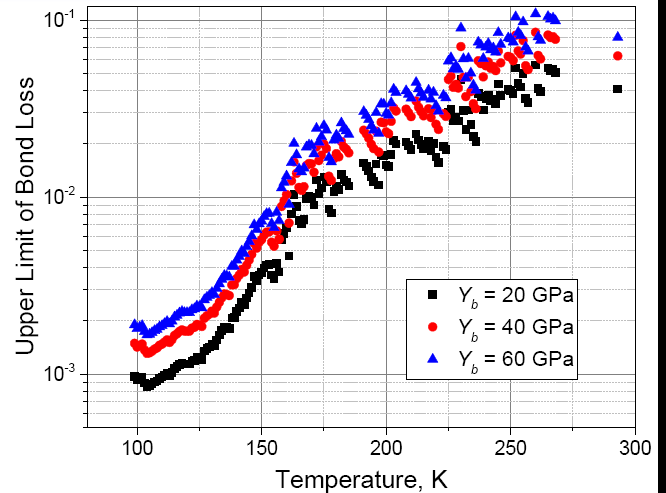 Upper Limit of Bond Loss
10⁻¹
10⁻²
10⁻³
Y_b = 20 GPa
Y_b = 40 GPa
Y_b = 60 GPa
100 150 200 250 300
Temperature, K